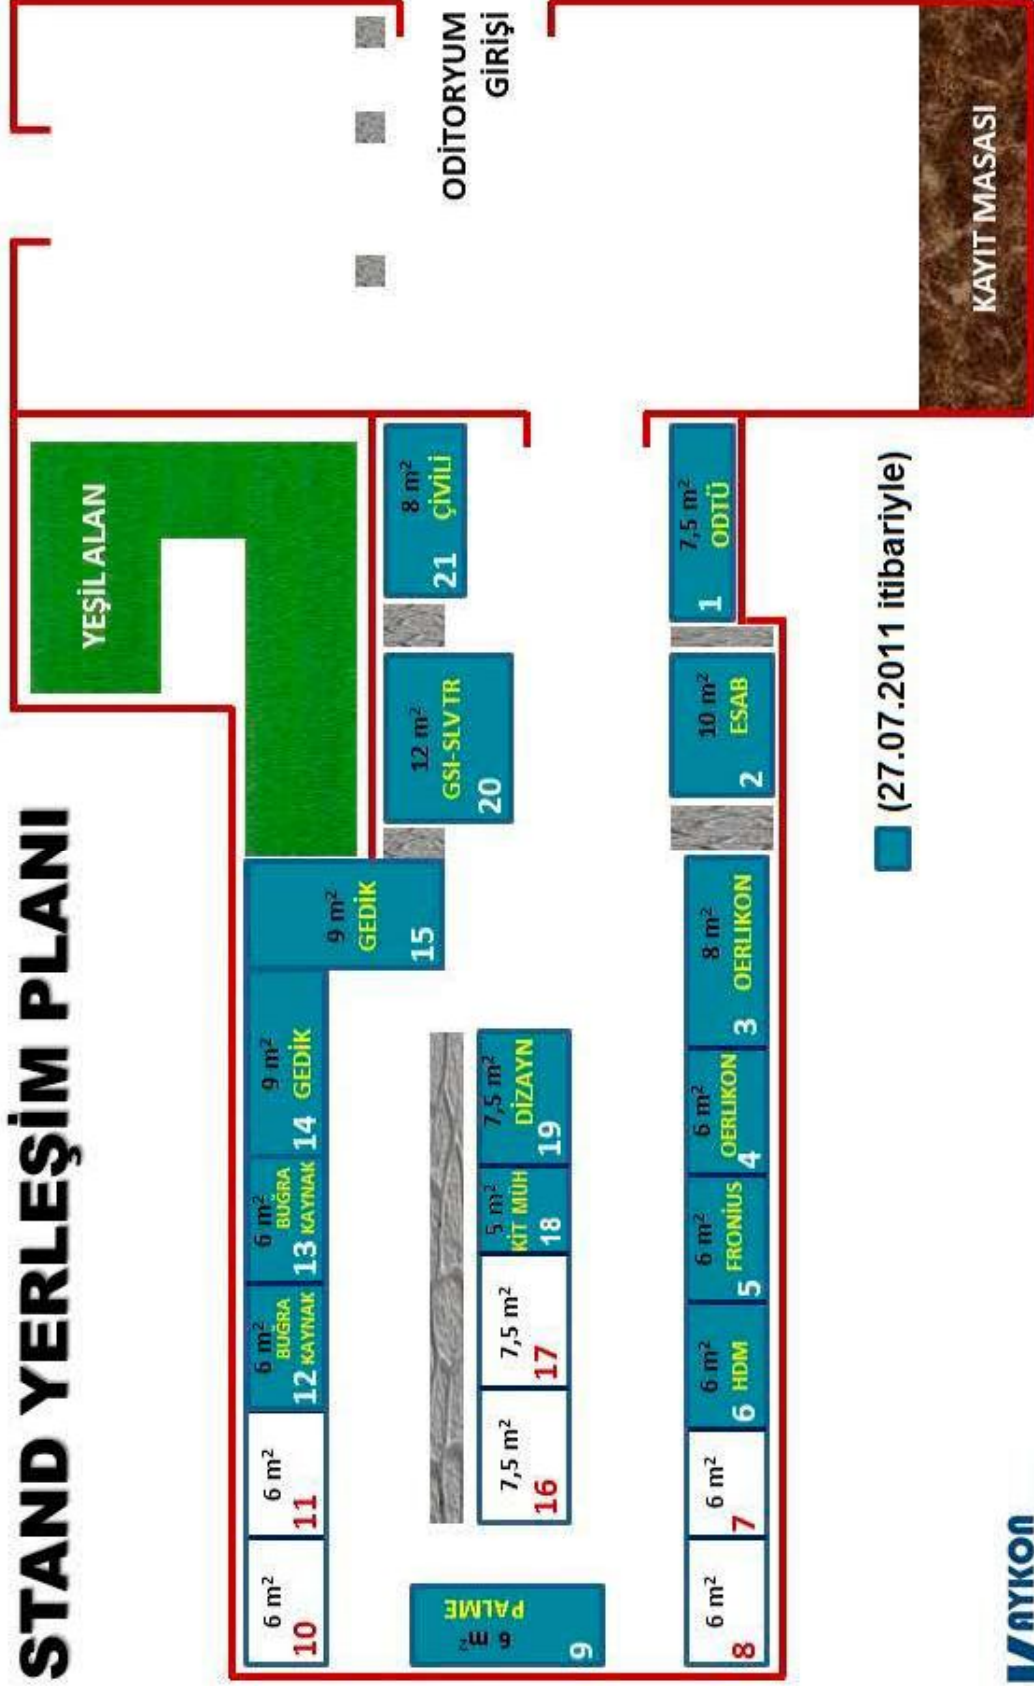 STAND YERLEŞİM PLANI
YEŞİL ALAN
ODİTORYUM
GİRİŞİ
KAYIT MASASI
6 m²
10
6 m²
11
6 m²
BUĞRA
12 KAYNAK
6 m²
BUĞRA
13 KAYNAK
9 m²
14 GEDİK
9 m²
GEDİK
15
12 m²
GSI-SLV TR
20
8 m²
ÇİVİLİ
21
6 m²
PALME
9
7,5 m²
16
7,5 m²
17
5 m²
KİT MÜH
18
7,5 m²
DİZAYN
19
6 m²
8
6 m²
7
6 m²
6 HDM
6 m²
FRONİUS
5
6 m²
OERLIKON
4
8 m²
3 OERLIKON
10 m²
ESAB
2
7,5 m²
ODTÜ
1
(27.07.2011 itibariyle)
KAYKON